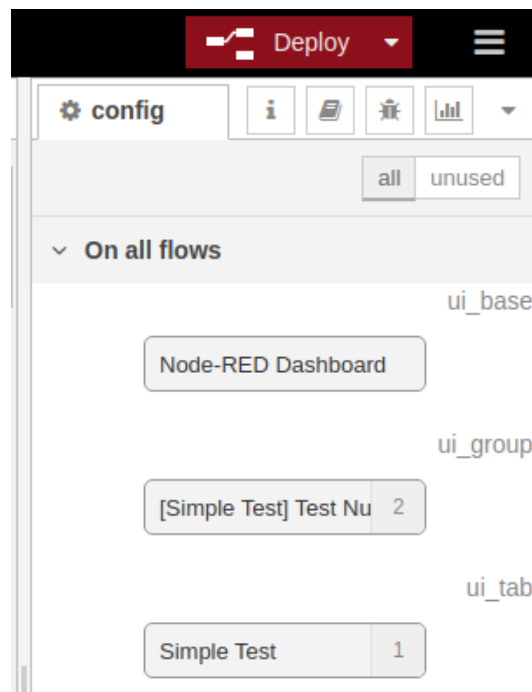 Deploy
config
i
all unused
On all flows
ui_base
Node-RED Dashboard
ui_group
[Simple Test] Test Nu 2
ui_tab
Simple Test 1